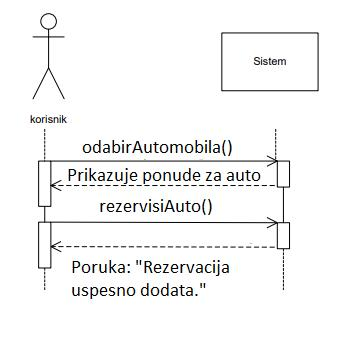 Sistem
korisnik
odabirAutomobila()
Prikazuje ponude za auto
rezervisiAuto()
Poruka: "Rezervacija
uspesno dodata."